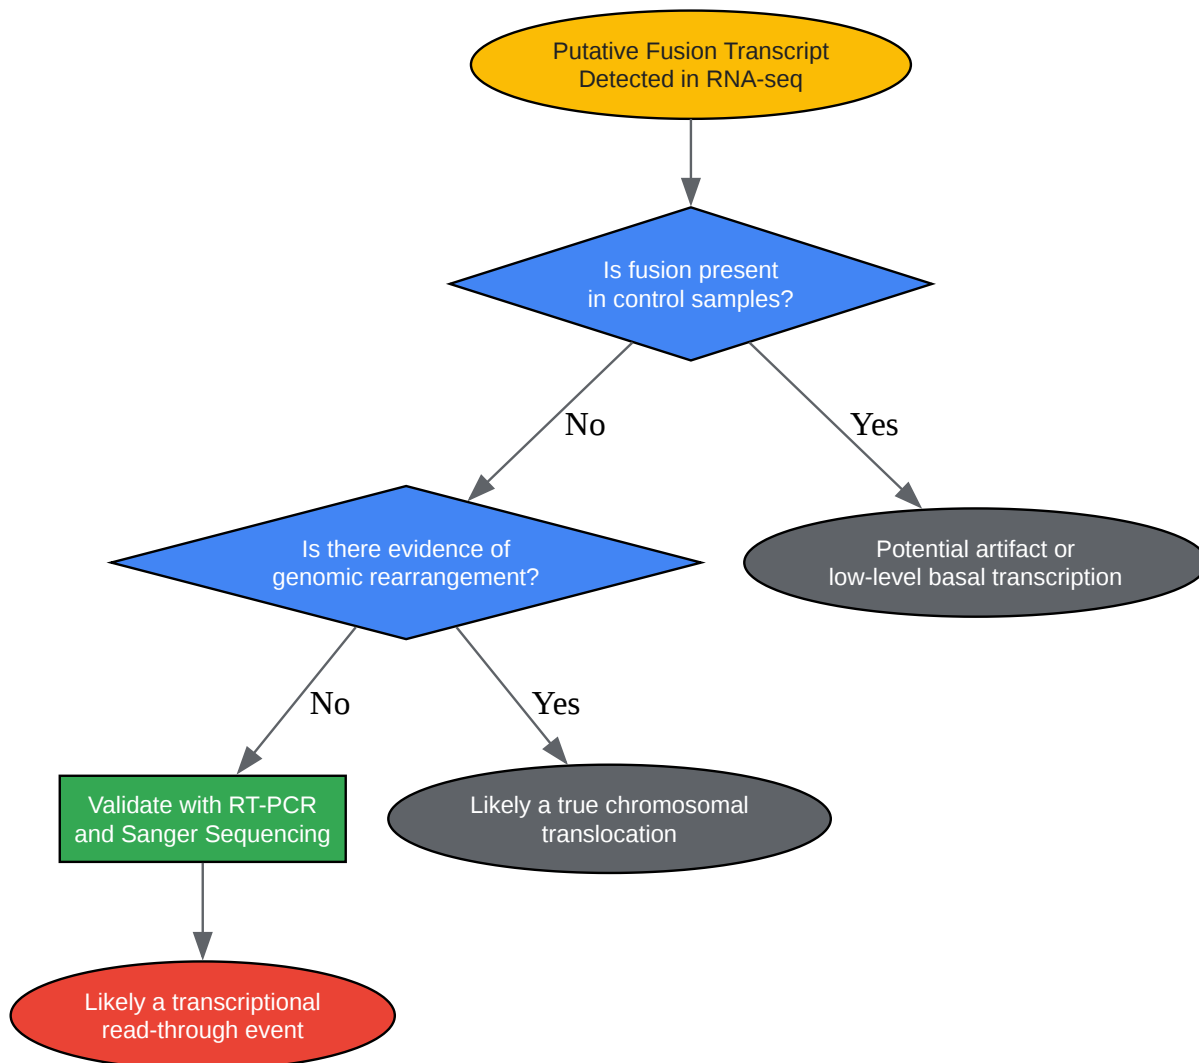 Putative Fusion Transcript
Detected in RNA-seq
Is fusion present
in control samples?
No
Yes
Is there evidence of
genomic rearrangement?
Potential artifact or
low-level basal transcription
No
Yes
Validate with RT-PCR
and Sanger Sequencing
Likely a true chromosomal
translocation
Likely a transcriptional
read-through event